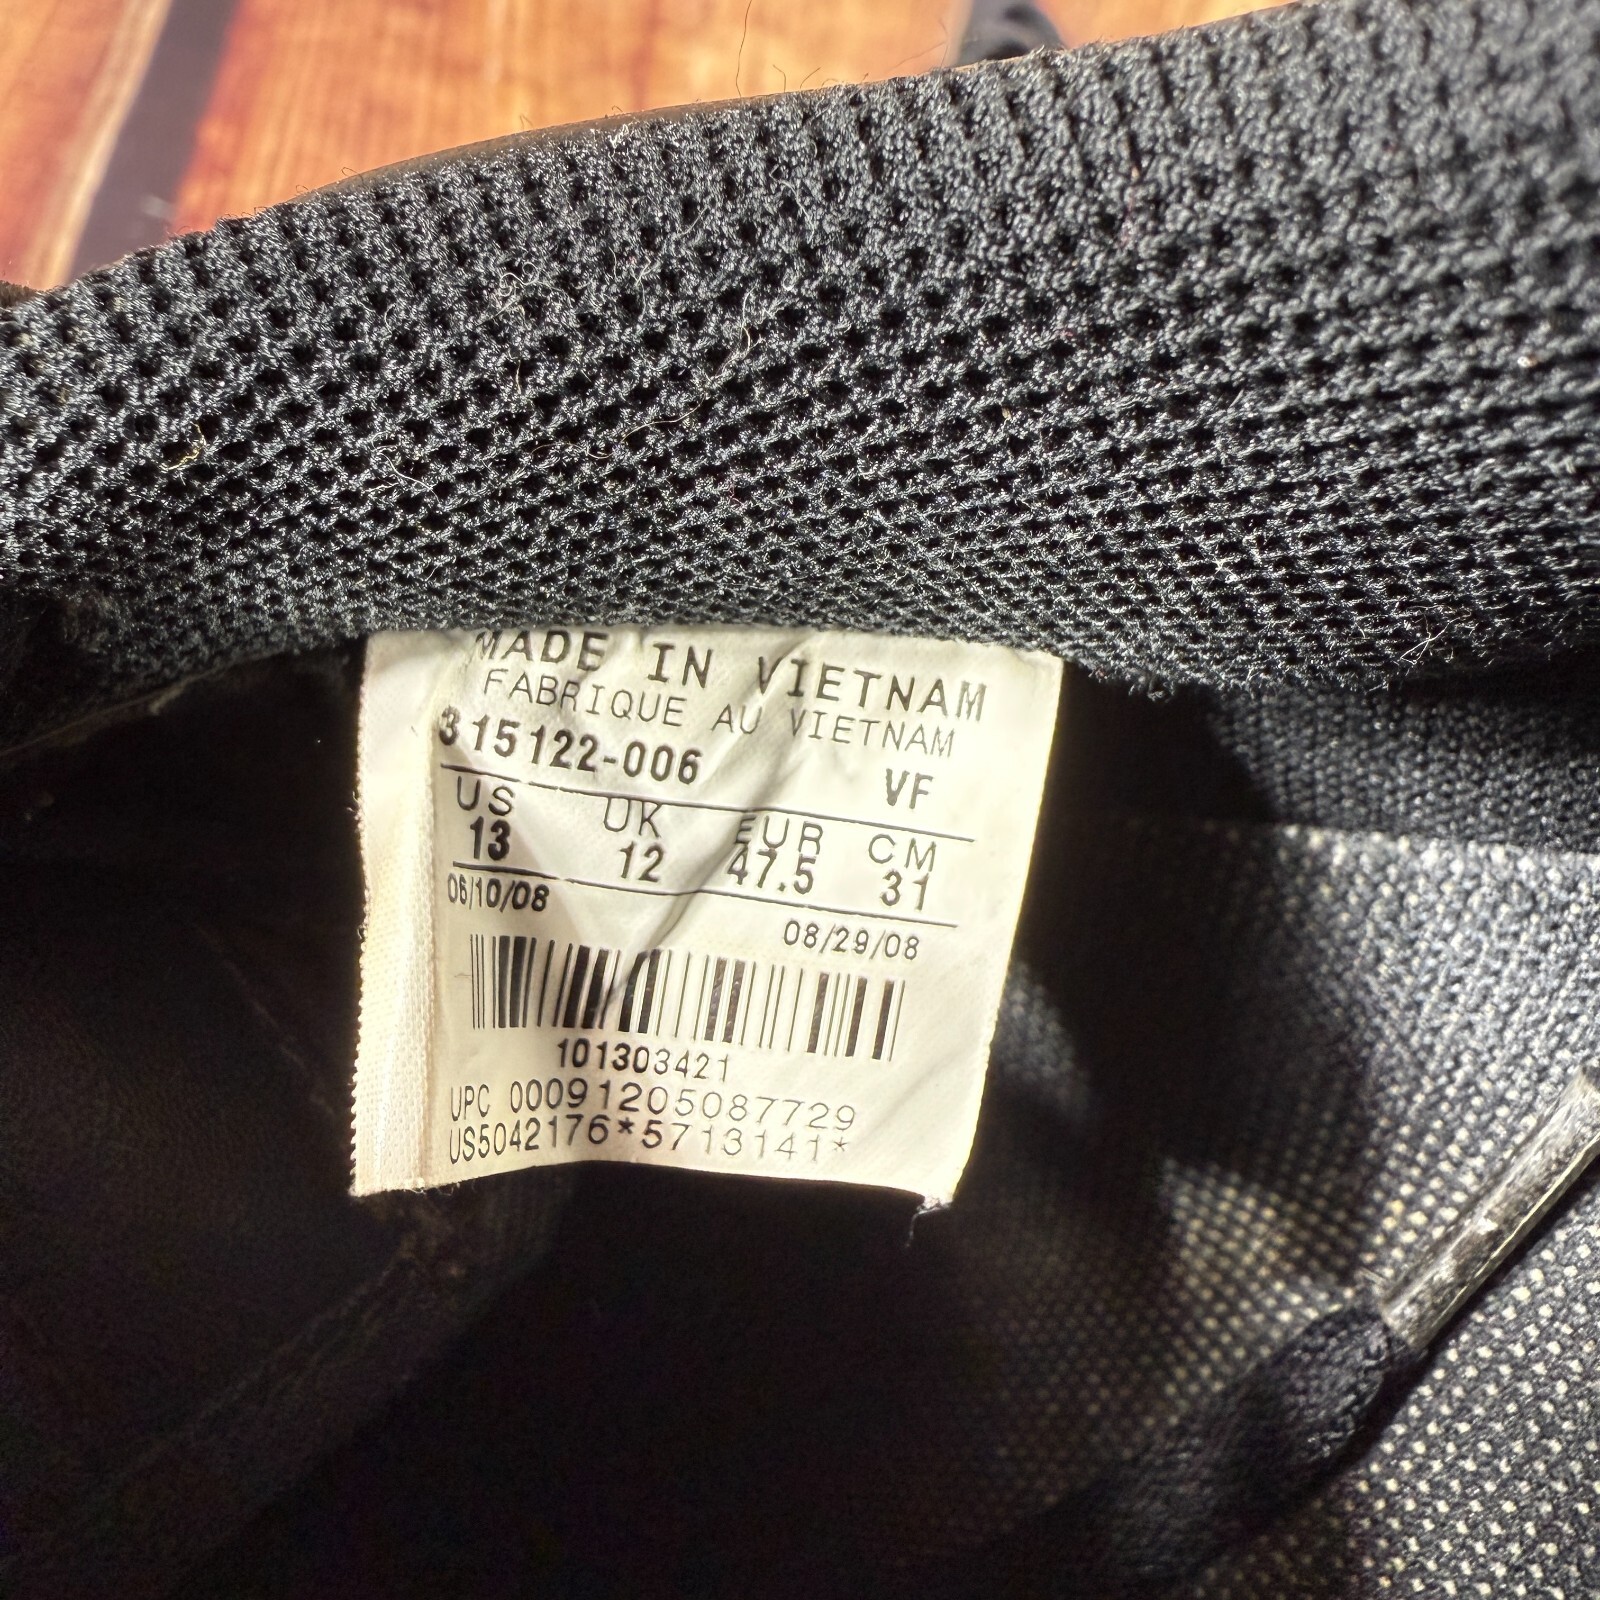 MADE IN VIETNAM
FABRIQUE AU VIETNAM
315122-006 VF
US UK EUR CM
13 12 47.5 31
06/10/08 08/29/08
101303421
UPC 00091205087729
US5042176*5713141*